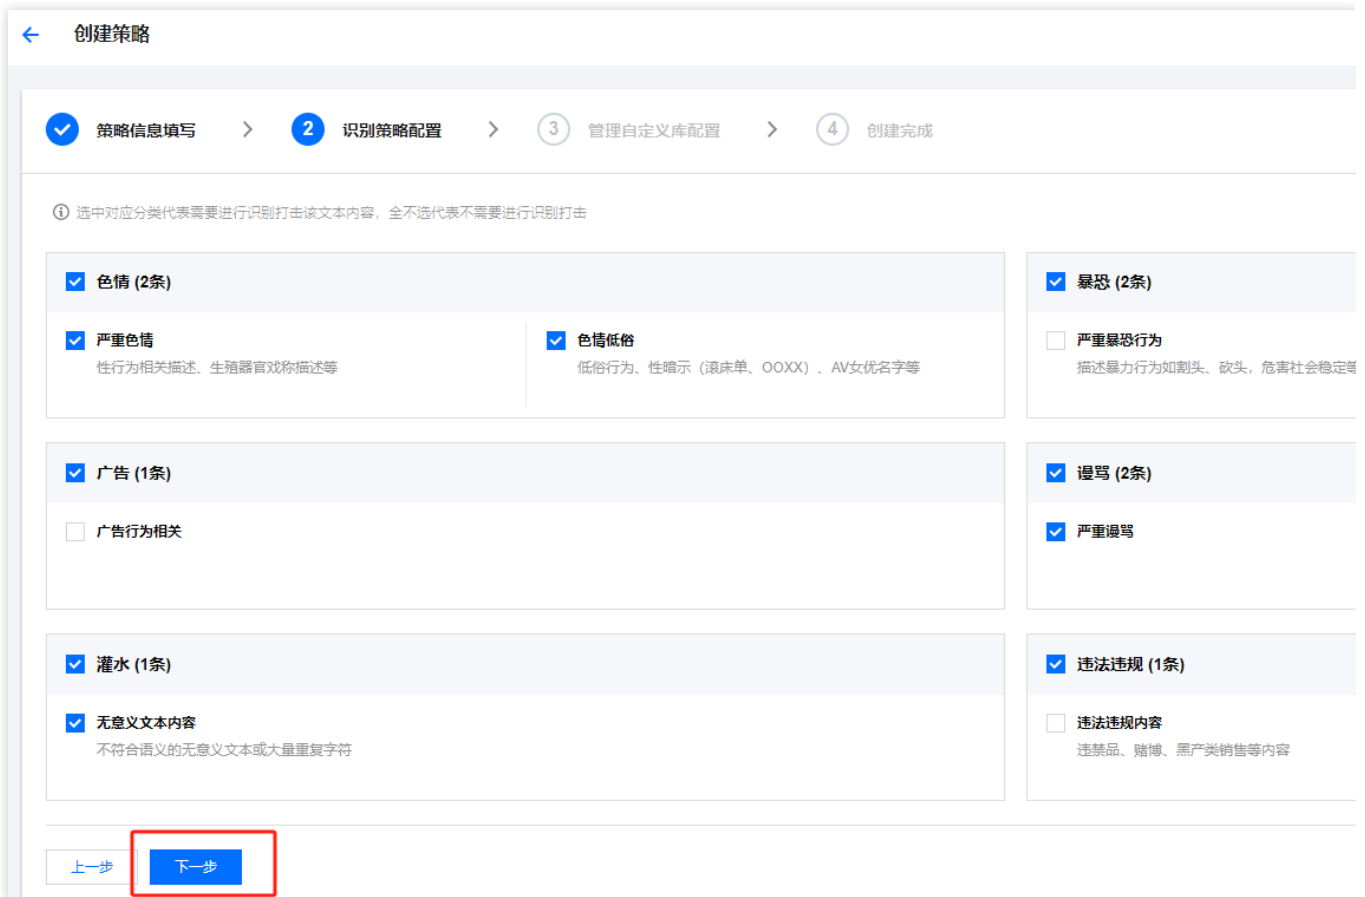 创建策略
策略信息填写
2 识别策略配置
3 管理自定义库配置
4 创建完成
选中对应分类代表需要进行识别打击该文本内容，全不选代表不需要进行识别打击
色情 (2条)
严重色情
性行为相关描述、生殖器官戏称描述等
色情低俗
低俗行为、性暗示（滚床单、OOXX）、AV女优名字等
暴恐 (2条)
严重暴恐行为
描述暴力行为如割头、砍头，危害社会稳定等
广告 (1条)
广告行为相关
谩骂 (2条)
严重谩骂
灌水 (1条)
无意义文本内容
不符合语义的无意义文本或大量重复字符
违法违规 (1条)
违法违规内容
违禁品、赌博、黑产类销售等内容
上一步
下一步